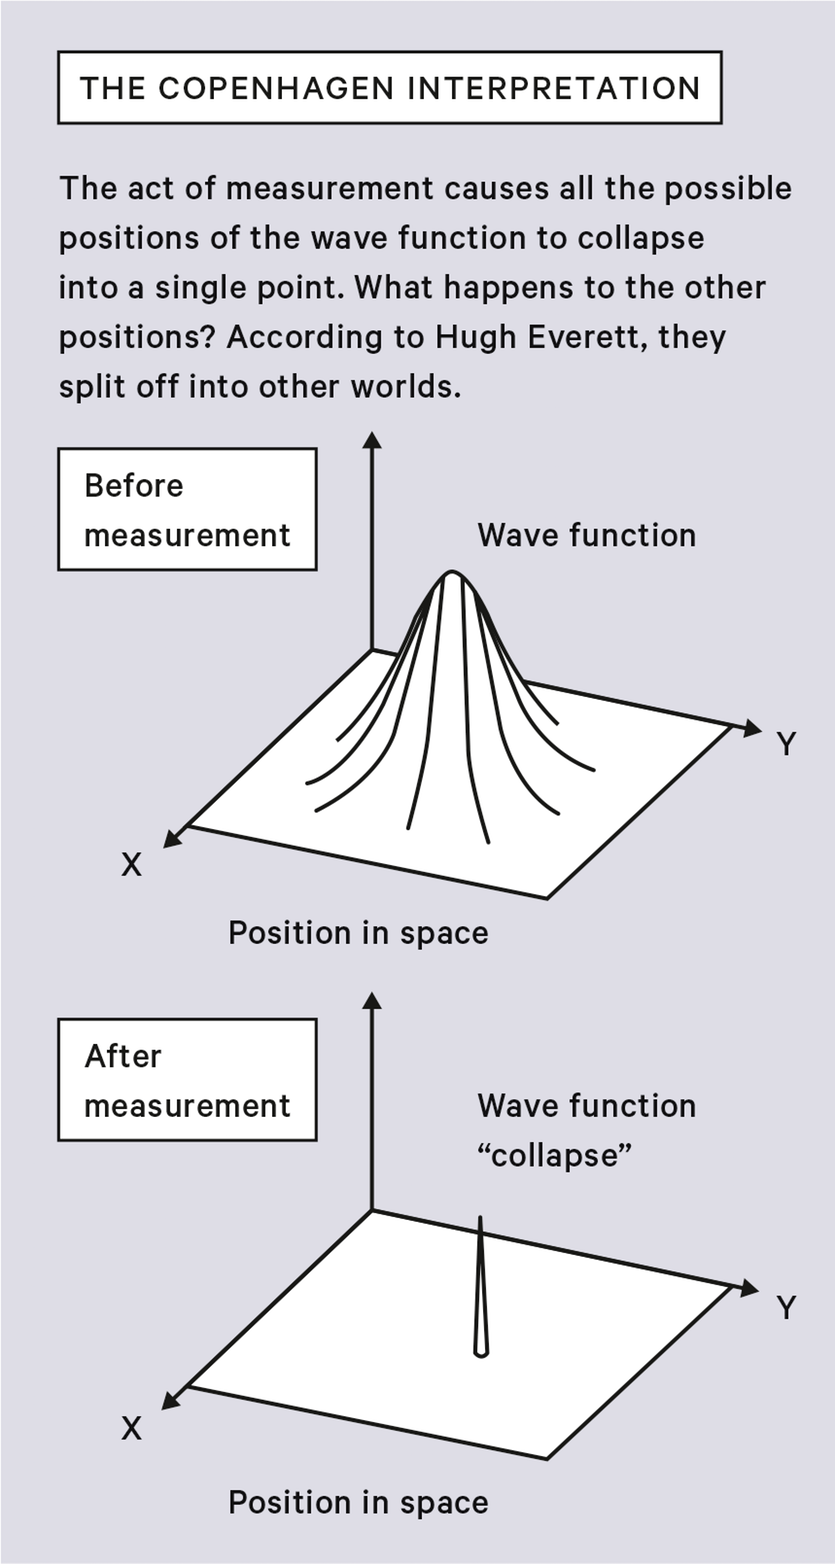 THE COPENHAGEN INTERPRETATION
The act of measurement causes all the possible
positions of the wave function to collapse
into a single point. What happens to the other
positions? According to Hugh Everett, they
split off into other worlds.
Before
measurement
Wave function
Y
X
Position in space
After
measurement
Wave function
“collapse”
Y
X
Position in space